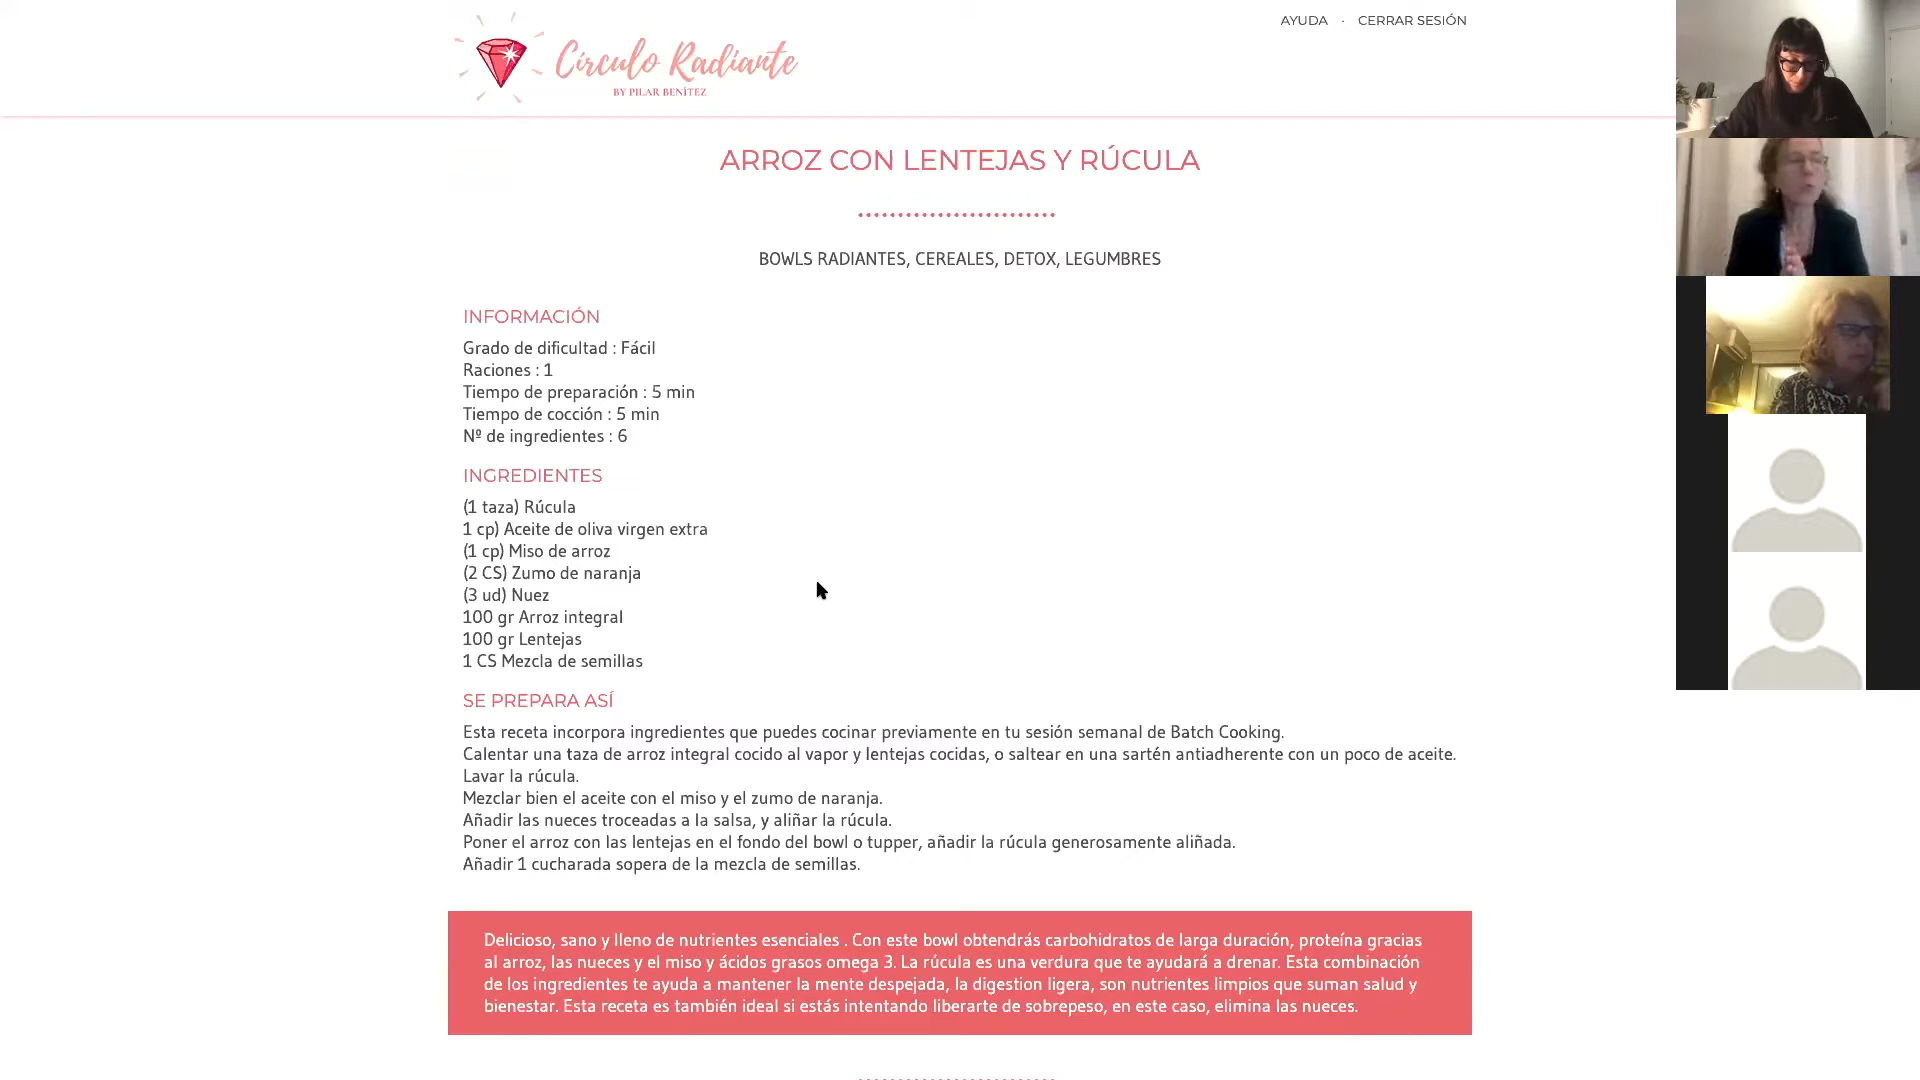 AYUDA · CERRAR SESIÓN
Círculo Radiante
BY PILAR BENÍTEZ
ARROZ CON LENTEJAS Y RÚCULA
BOWLS RADIANTES, CEREALES, DETOX, LEGUMBRES
INFORMACIÓN
Grado de dificultad : Fácil
Raciones : 1
Tiempo de preparación : 5 min
Tiempo de cocción : 5 min
Nº de ingredientes : 6
INGREDIENTES
(1 taza) Rúcula
1 cp) Aceite de oliva virgen extra
(1 cp) Miso de arroz
(2 CS) Zumo de naranja
(3 ud) Nuez
100 gr Arroz integral
100 gr Lentejas
1 CS Mezcla de semillas
SE PREPARA ASÍ
Esta receta incorpora ingredientes que puedes cocinar previamente en tu sesión semanal de Batch Cooking.
Calentar una taza de arroz integral cocido al vapor y lentejas cocidas, o saltear en una sartén antiadherente con un poco de aceite.
Lavar la rúcula.
Mezclar bien el aceite con el miso y el zumo de naranja.
Añadir las nueces troceadas a la salsa, y aliñar la rúcula.
Poner el arroz con las lentejas en el fondo del bowl o tupper, añadir la rúcula generosamente aliñada.
Añadir 1 cucharada sopera de la mezcla de semillas.
Delicioso, sano y lleno de nutrientes esenciales . Con este bowl obtendrás carbohidratos de larga duración, proteína gracias
al arroz, las nueces y el miso y ácidos grasos omega 3. La rúcula es una verdura que te ayudará a drenar. Esta combinación
de los ingredientes te ayuda a mantener la mente despejada, la digestion ligera, son nutrientes limpios que suman salud y
bienestar. Esta receta es también ideal si estás intentando liberarte de sobrepeso, en este caso, elimina las nueces.